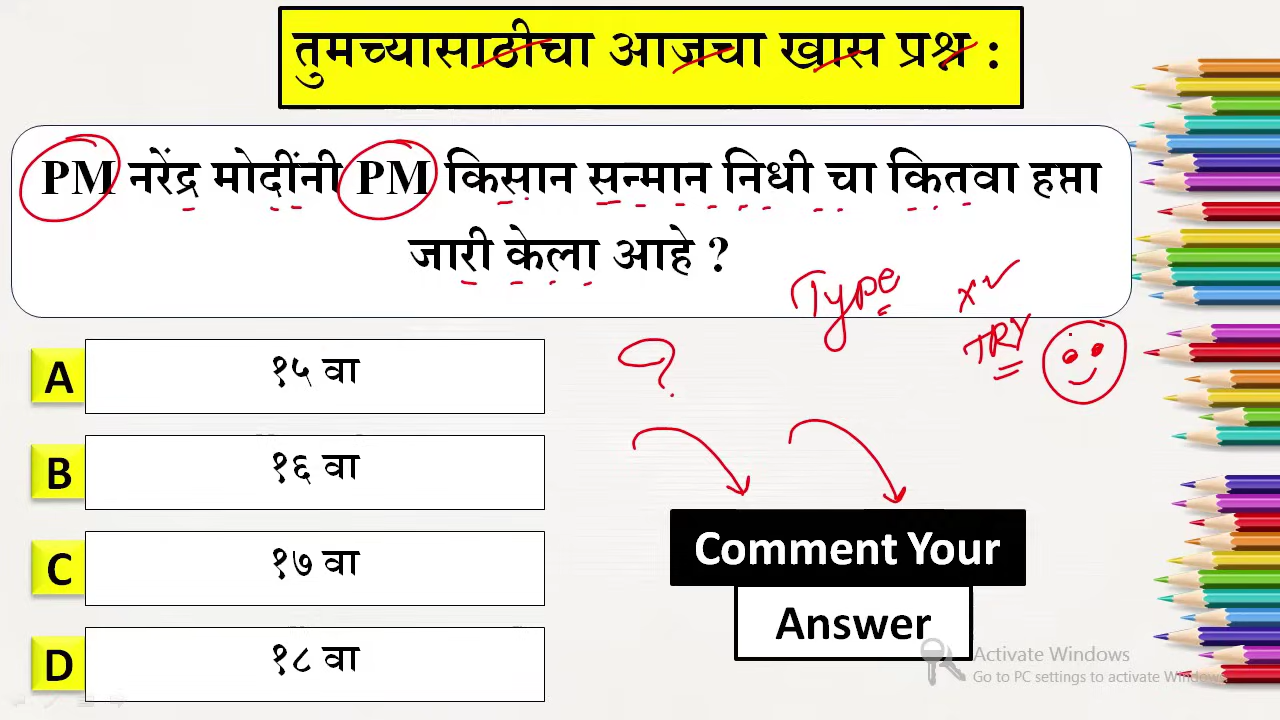 तुमच्यासाठीचा आजचा खास प्रश्न :
PM नरेंद्र मोदींनी PM किसान सन्मान निधी चा कितवा हप्ता
जारी केला आहे ?
Type
TRY
?
A १५ वा
B १६ वा
C १७ वा
D १८ वा
Comment Your
Answer
Activate Windows
Go to PC settings to activate Windows